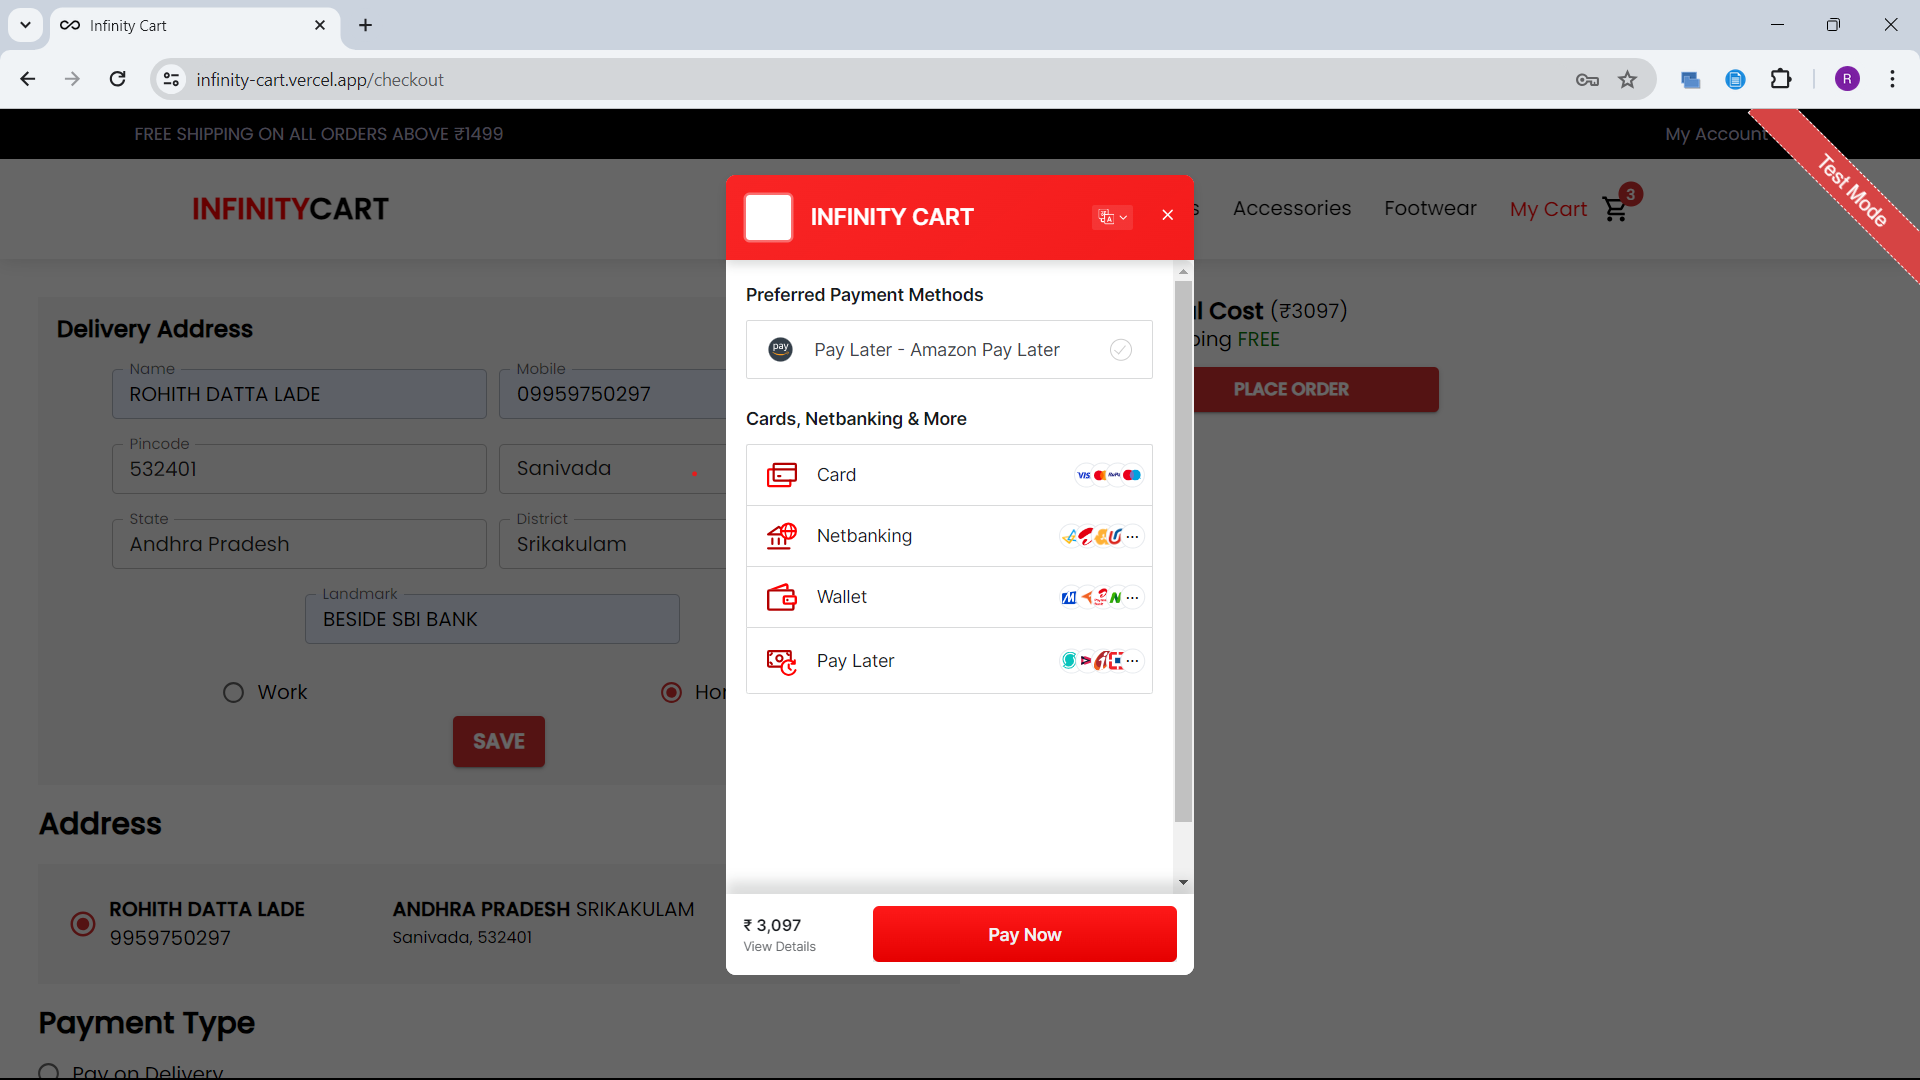 Infinity Cart
infinity-cart.vercel.app/checkout
R
FREE SHIPPING ON ALL ORDERS ABOVE ₹1499
My Account
Test Mode
INFINITYCART
Accessories
Footwear
My Cart
3
INFINITY CART
Preferred Payment Methods
pay
Pay Later - Amazon Pay Later
Cards, Netbanking & More
Card
VISA
Netbanking
Wallet
Pay Later
₹ 3,097
View Details
Pay Now
Delivery Address
Name
ROHITH DATTA LADE
Mobile
09959750297
Pincode
532401
Sanivada
State
Andhra Pradesh
District
Srikakulam
Landmark
BESIDE SBI BANK
Work
SAVE
Cost (₹3097)
FREE
PLACE ORDER
Address
ROHITH DATTA LADE
9959750297
ANDHRA PRADESH SRIKAKULAM
Sanivada, 532401
Payment Type
Pay on Delivery